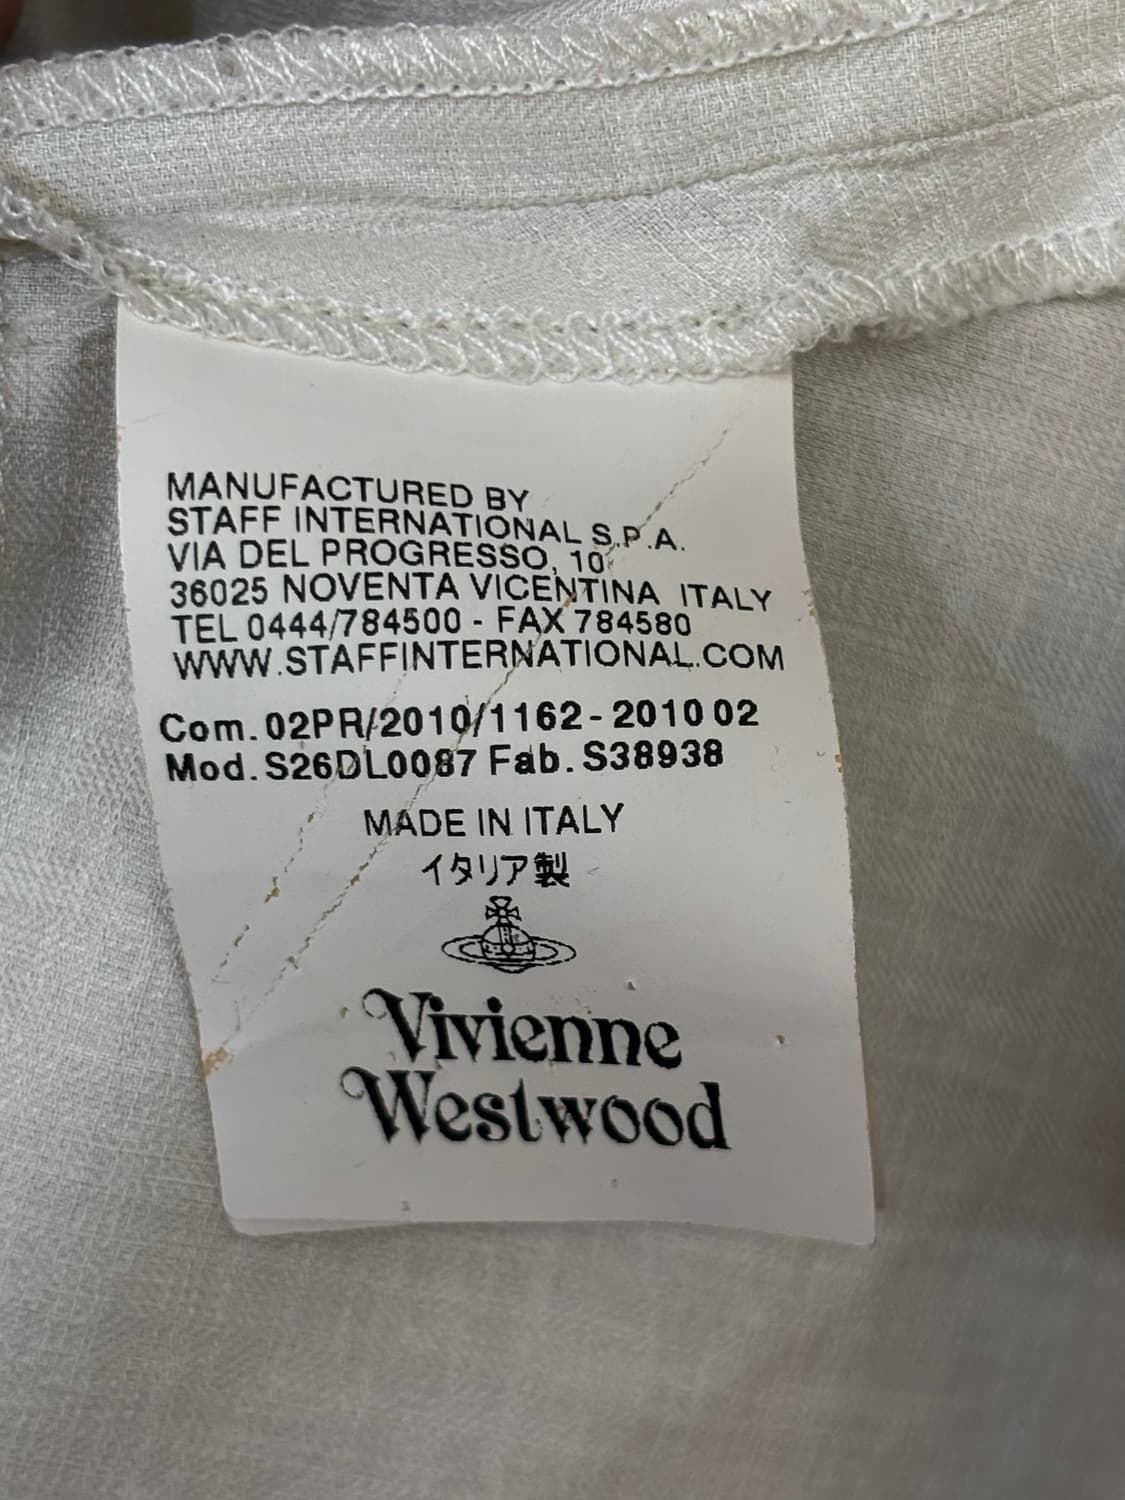 MANUFACTURED BY
STAFF INTERNATIONAL S.P.A.
VIA DEL PROGRESSO, 10
36025 NOVENTA VICENTINA ITALY
TEL 0444/784500 - FAX 784580
WWW.STAFFINTERNATIONAL.COM
Com. 02PR/2010/1162 - 2010 02
Mod. S26DL0087 Fab. S38938
MADE IN ITALY
イタリア製
Vivienne
Westwood